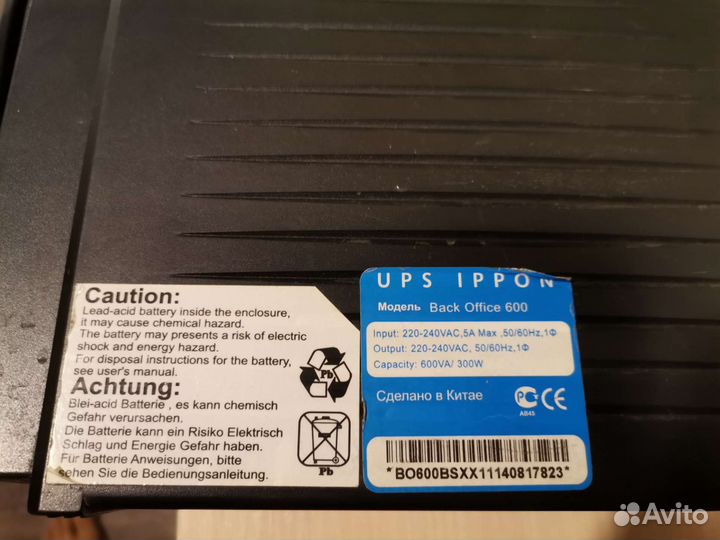 Caution:
Lead-acid battery inside the enclosure,
it may cause chemical hazard.
The battery may presents a risk of electric
shock and energy hazard.
For disposal instructions for the battery,
see user's manual.
Achtung:
Blei-acid Batterie , es kann chemisch
Gefahr verursachen.
Die Batterie kann ein Risiko Elektrisch
Schlag und Energie Gefahr haben.
Für Batterie Anweisungen, bitte
sehen Sie die Bedienungsanleitung.
Pb
Pb
UPS IPPON
Модель Back Office 600
Input: 220-240VAC,5A Max ,50/60Hz,1Ф
Output: 220-240VAC, 50/60Hz,1Ф
Capacity: 600VA/ 300W
Сделано в Китае
РС CE
АВ45
*BO600BSXX11140817823*
Avito